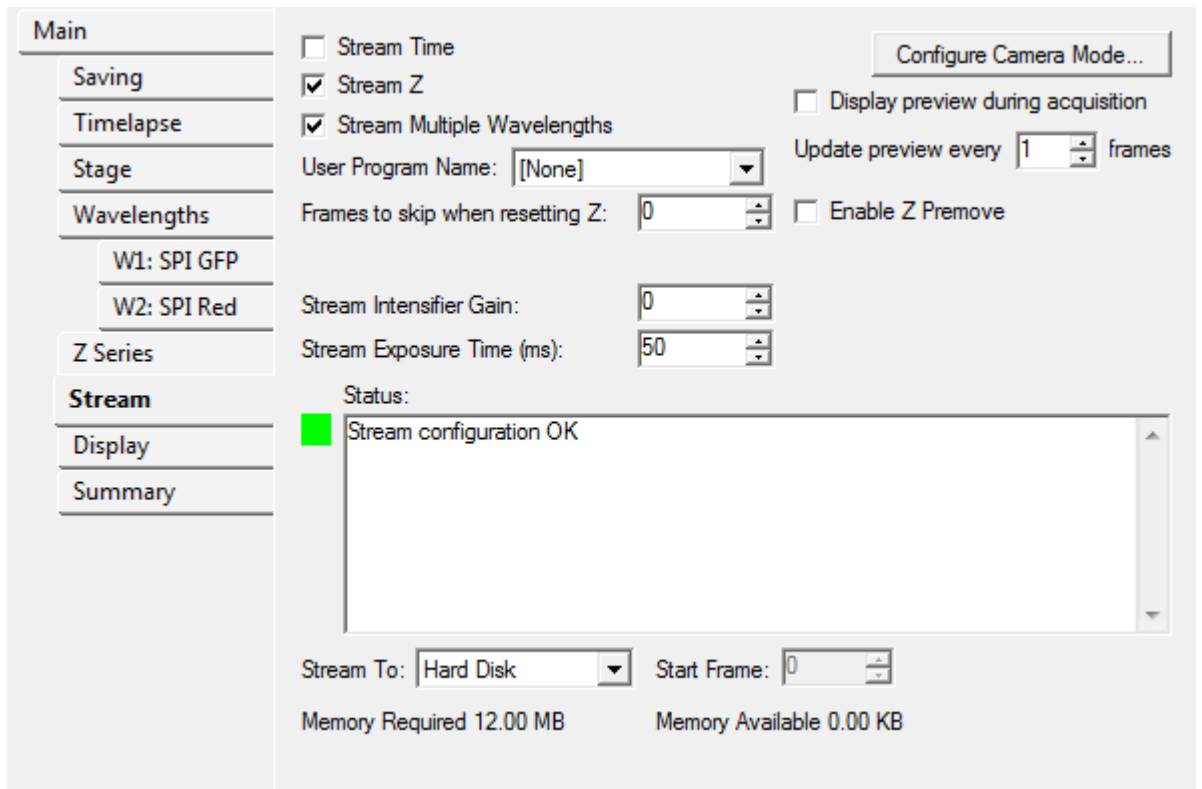 Main
Saving
Timelapse
Stage
Wavelengths
W1: SPI GFP
W2: SPI Red
Z Series
Stream
Display
Summary
Stream Time
Stream Z
Stream Multiple Wavelengths
User Program Name: [None]
Frames to skip when resetting Z: 0
Configure Camera Mode...
Display preview during acquisition
Update preview every 1 frames
Enable Z Premove
Stream Intensifier Gain: 0
Stream Exposure Time (ms): 50
Status:
Stream configuration OK
Stream To: Hard Disk Start Frame: 0
Memory Required 12.00 MB Memory Available 0.00 KB